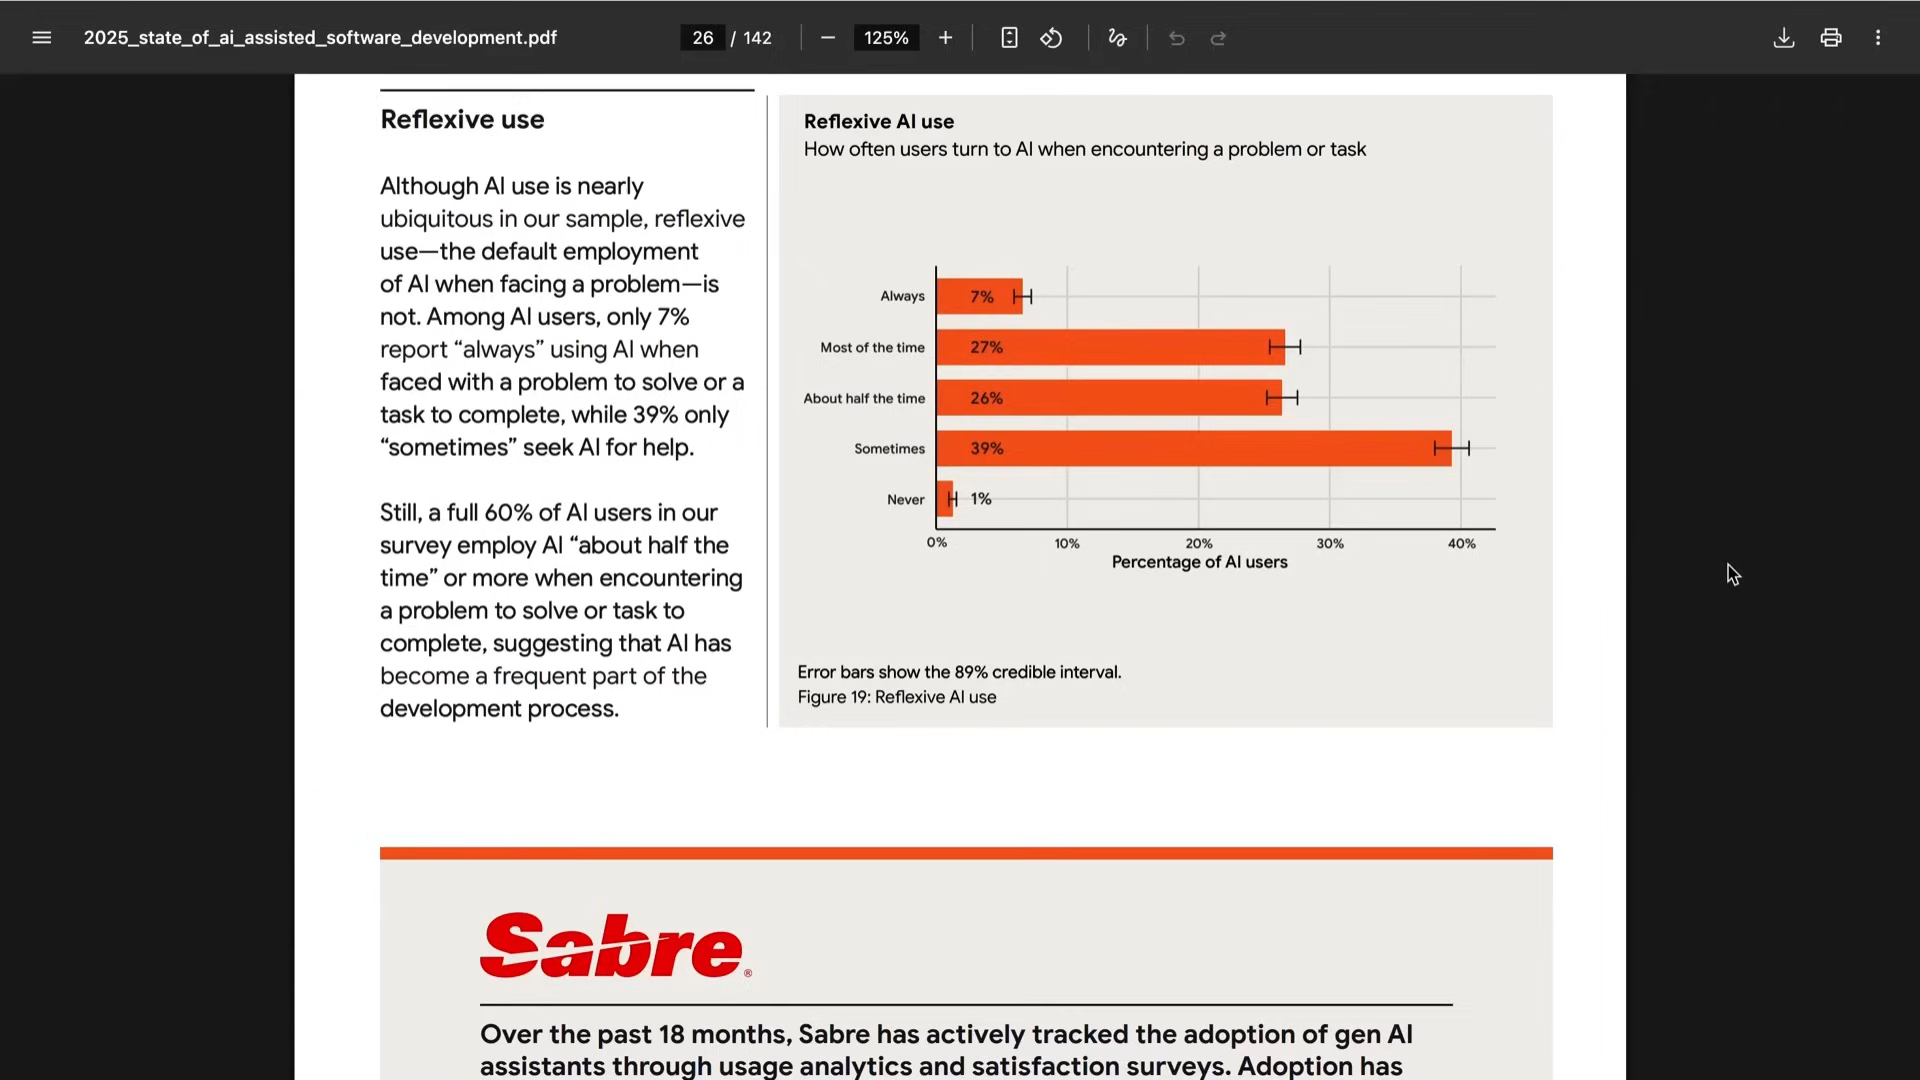 2025_state_of_ai_assisted_software_development.pdf
26 / 142
125%
Reflexive use
Although AI use is nearly
ubiquitous in our sample, reflexive
use—the default employment
of AI when facing a problem—is
not. Among AI users, only 7%
report “always” using AI when
faced with a problem to solve or a
task to complete, while 39% only
“sometimes” seek AI for help.
Still, a full 60% of AI users in our
survey employ AI “about half the
time” or more when encountering
a problem to solve or task to
complete, suggesting that AI has
become a frequent part of the
development process.
Reflexive AI use
How often users turn to AI when encountering a problem or task
Always 7%
Most of the time 27%
About half the time 26%
Sometimes 39%
Never 1%
0% 10% 20% 30% 40%
Percentage of AI users
Error bars show the 89% credible interval.
Figure 19: Reflexive AI use
Sabre®
Over the past 18 months, Sabre has actively tracked the adoption of gen AI
assistants through usage analytics and satisfaction surveys. Adoption has